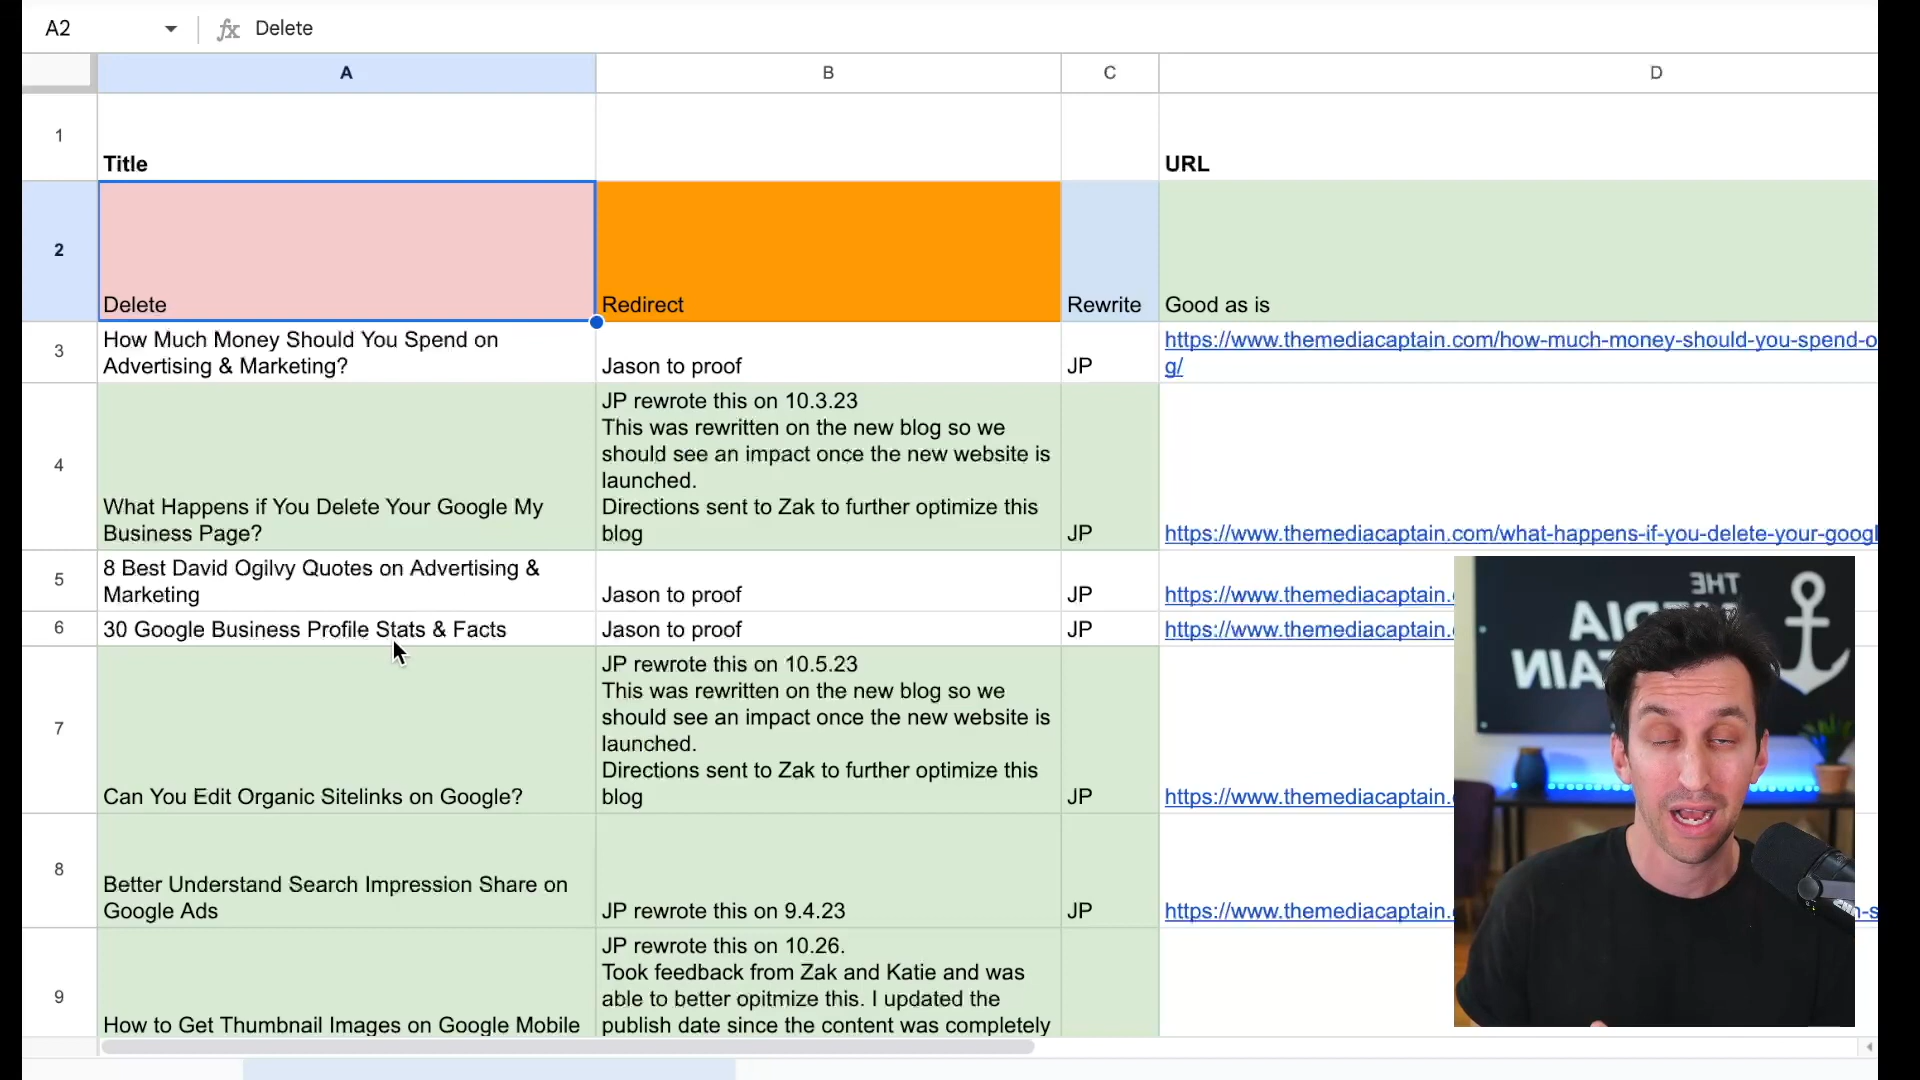 A2
fx Delete
A B C D
1
Title URL
2
Delete Redirect Rewrite Good as is
3
How Much Money Should You Spend on
Advertising & Marketing?
Jason to proof
JP
https://www.themediacaptain.com/how-much-money-should-you-spend-o
g/
4
What Happens if You Delete Your Google My
Business Page?
JP rewrote this on 10.3.23
This was rewritten on the new blog so we
should see an impact once the new website is
launched.
Directions sent to Zak to further optimize this
blog
JP
https://www.themediacaptain.com/what-happens-if-you-delete-your-googl
5
8 Best David Ogilvy Quotes on Advertising &
Marketing
Jason to proof
JP
https://www.themediacaptain.
6
30 Google Business Profile Stats & Facts
Jason to proof
JP
https://www.themediacaptain.
7
Can You Edit Organic Sitelinks on Google?
JP rewrote this on 10.5.23
This was rewritten on the new blog so we
should see an impact once the new website is
launched.
Directions sent to Zak to further optimize this
blog
JP
https://www.themediacaptain.
8
Better Understand Search Impression Share on
Google Ads
JP rewrote this on 9.4.23
JP
https://www.themediacaptain.
9
How to Get Thumbnail Images on Google Mobile
JP rewrote this on 10.26.
Took feedback from Zak and Katie and was
able to better opitmize this. I updated the
publish date since the content was completely
THE